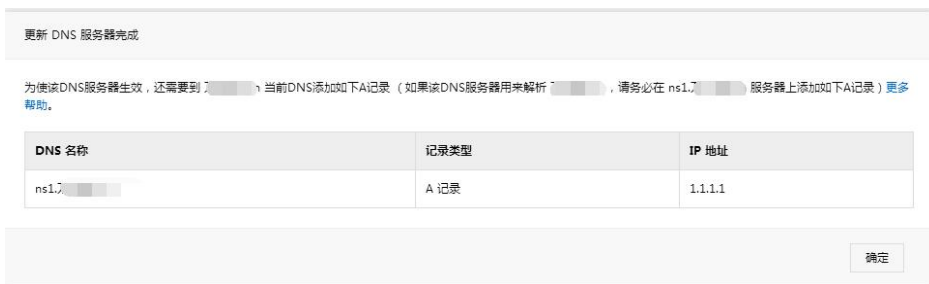 更新 DNS 服务器完成
为使该DNS服务器生效，还需要到 当前DNS添加如下A记录（如果该DNS服务器用来解析 ，请务必在 ns1. 服务器上添加如下A记录）更多
帮助。
DNS 名称 记录类型 IP 地址
ns1. A 记录 1.1.1.1
确定